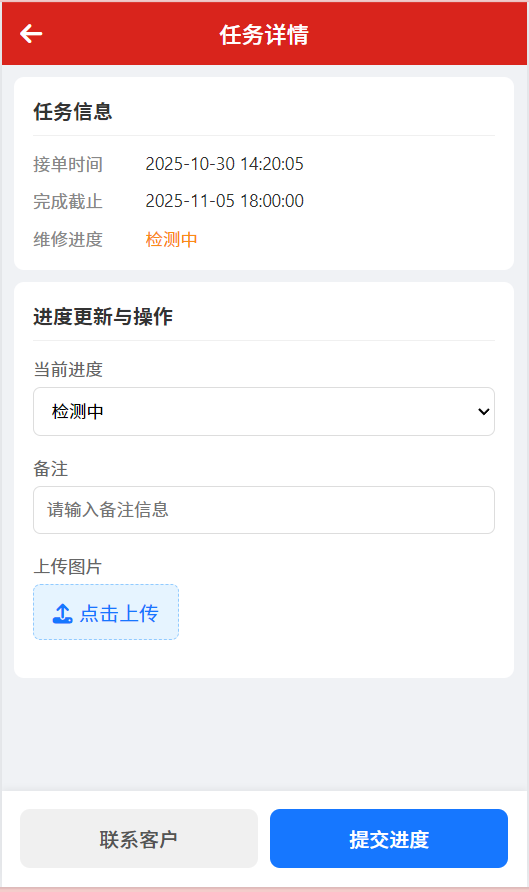 任务详情
任务信息
接单时间 2025-10-30 14:20:05
完成截止 2025-11-05 18:00:00
维修进度 检测中
进度更新与操作
当前进度
检测中
备注
请输入备注信息
上传图片
点击上传
联系客户 提交进度